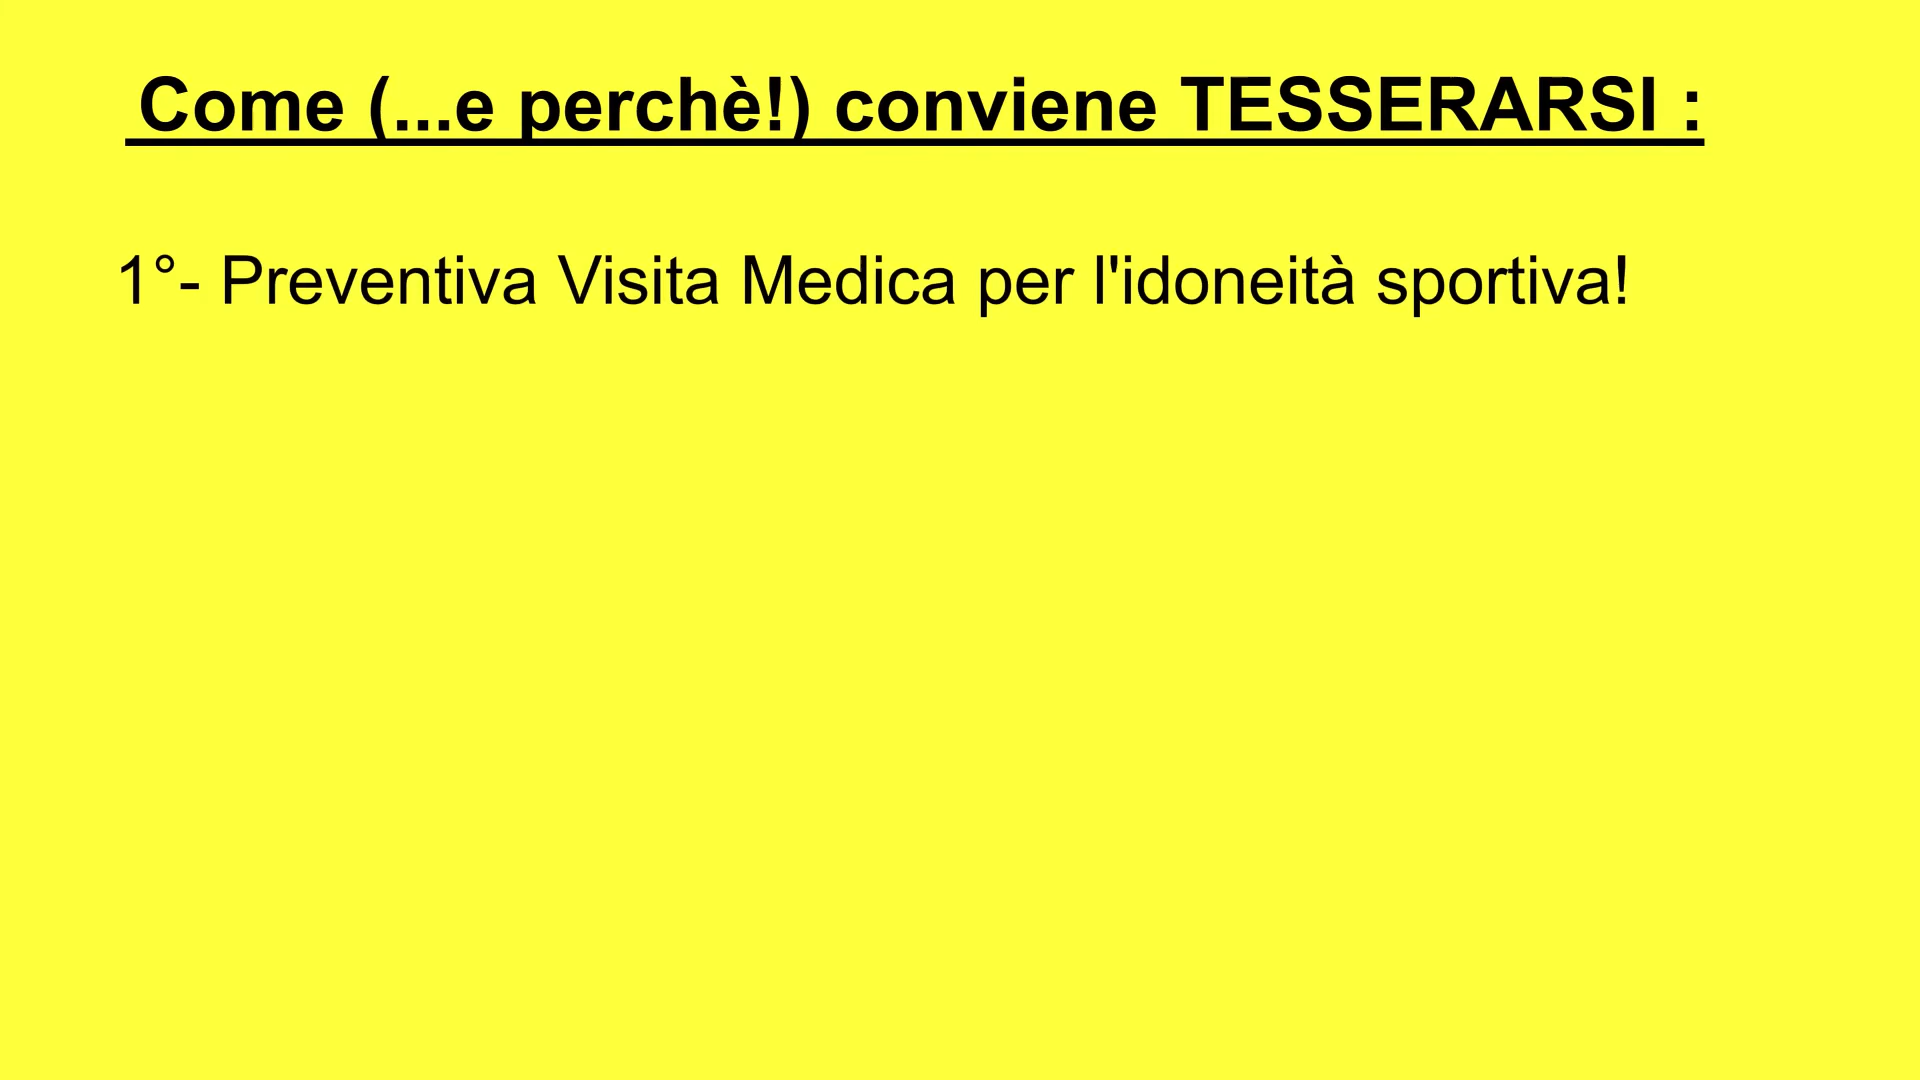 Come (...e perchè!) conviene TESSERARSI :
1°- Preventiva Visita Medica per l'idoneità sportiva!